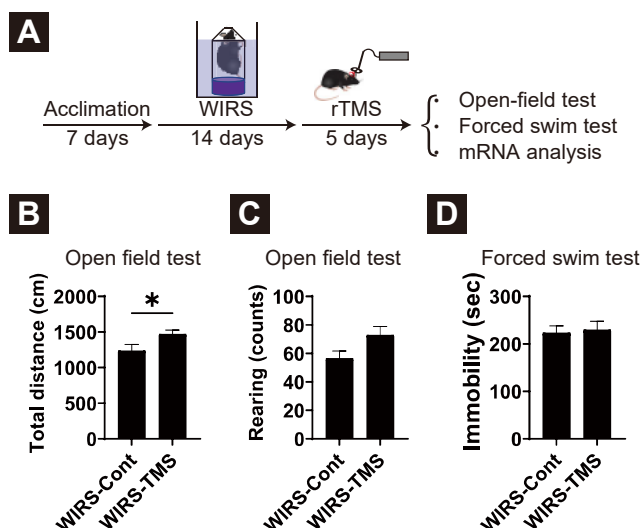 A
Acclimation
7 days
WIRS
14 days
rTMS
5 days
• Open-field test
• Forced swim test
• mRNA analysis
B
Open field test
Total distance (cm)
2000
1500
1000
500
0
*
WIRS-Cont
WIRS-TMS
C
Open field test
Rearing (counts)
100
80
60
40
20
0
WIRS-Cont
WIRS-TMS
D
Forced swim test
Immobility (sec)
300
200
100
0
WIRS-Cont
WIRS-TMS